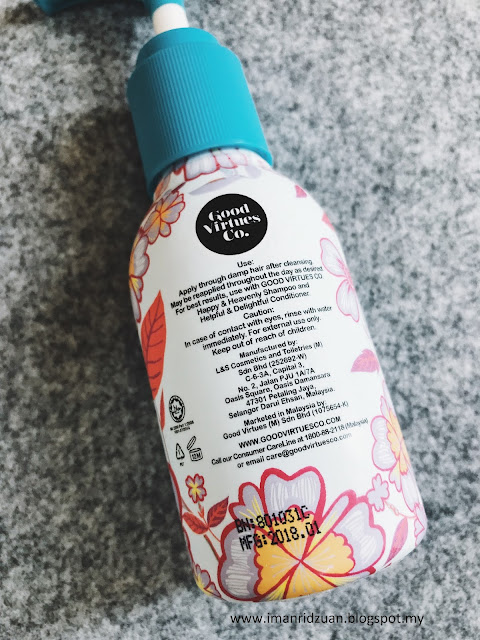 Good
Virtues
Co.
Use:
Apply through damp hair after cleansing
May be reapplied throughout the day as desired
For best results, use with GOOD VIRTUES CO
Happy & Heavenly Shampoo and
Helpful & Delightful Conditioner.
Caution:
In case of contact with eyes, rinse with water
immediately. For external use only.
Keep out of reach of children.
Manufactured by:
L&S Cosmetics and Toiletries (M)
Sdn Bhd (252692-W)
C-6-3A, Capital 3,
No. 2, Jalan PJU 1A/7A
Oasis Square, Oasis Damansara
47301 Petaling Jaya,
Selangor Darul Ehsan, Malaysia.
Marketed in Malaysia by:
Good Virtues (M) Sdn Bhd (1075654-K)
WWW.GOODVIRTUESCO.COM
Call our Consumer CareLine at 1800-88-2118 (Malaysia)
or email care@goodvirtuesco.com
12M
BN:801031C
MFG:2018.01
www.imanridzuan.blogspot.my